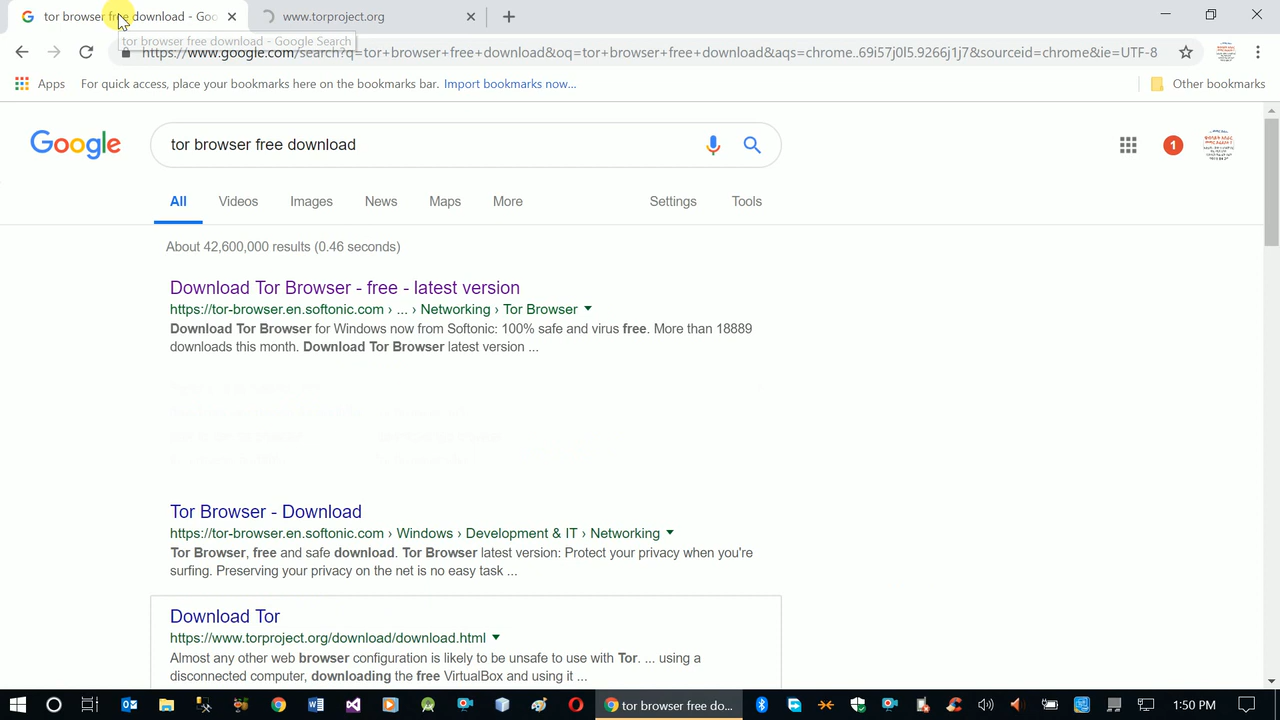 tor browser free download - Goo
www.torproject.org
tor browser free download - Google Search
https://www.google.com/search?q=tor+browser+free+download&oq=tor+browser+free+download&aqs=chrome..69i57j0l5.9266j1j7&sourceid=chrome&ie=UTF-8
Apps For quick access, place your bookmarks here on the bookmarks bar. Import bookmarks now... Other bookmarks
Google
tor browser free download
1
All Videos Images News Maps More Settings Tools
About 42,600,000 results (0.46 seconds)
Download Tor Browser - free - latest version
https://tor-browser.en.softonic.com › ... › Networking › Tor Browser
Download Tor Browser for Windows now from Softonic: 100% safe and virus free. More than 18889
downloads this month. Download Tor Browser latest version ...
Tor Browser - Download
https://tor-browser.en.softonic.com › Windows › Development & IT › Networking
Tor Browser, free and safe download. Tor Browser latest version: Protect your privacy when you're
surfing. Preserving your privacy on the net is no easy task ...
Download Tor
https://www.torproject.org/download/download.html
Almost any other web browser configuration is likely to be unsafe to use with Tor. ... using a
disconnected computer, downloading the free VirtualBox and using it ...
tor browser free do...
1:50 PM